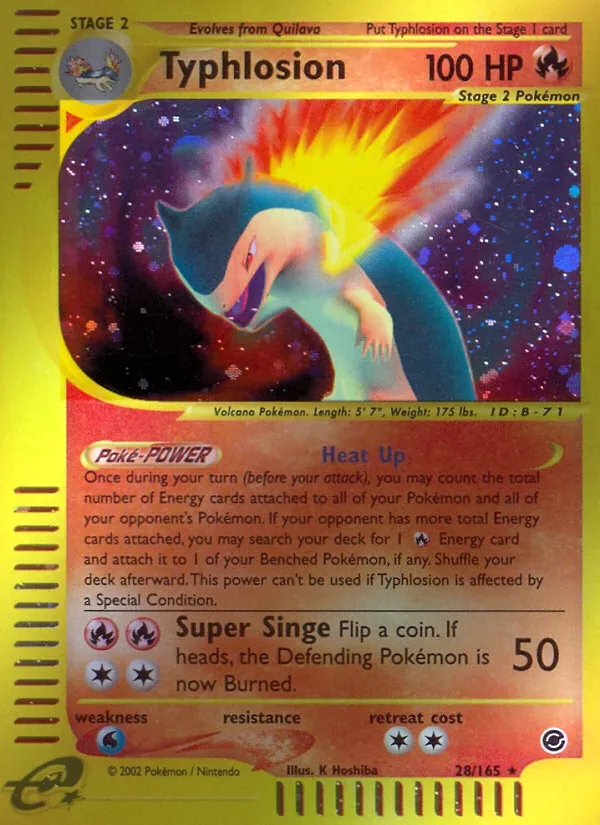 STAGE 2
Evolves from Quilava
Put Typhlosion on the Stage 1 card.
Typhlosion 100 HP
Stage 2 Pokémon
Volcano Pokémon. Length: 5' 7", Weight: 175 lbs. ID:B-71
Poké-POWER Heat Up
Once during your turn (before your attack), you may count the total
number of Energy cards attached to all of your Pokémon and all of
your opponent's Pokémon. If your opponent has more total Energy
cards attached, you may search your deck for 1 Energy card
and attach it to 1 of your Benched Pokémon, if any. Shuffle your
deck afterward. This power can't be used if Typhlosion is affected by
a Special Condition.
Super Singe Flip a coin. If
heads, the Defending Pokémon is 50
now Burned.
weakness resistance retreat cost
© 2002 Pokémon / Nintendo Illus. K Hoshiba 28/165 ★
e